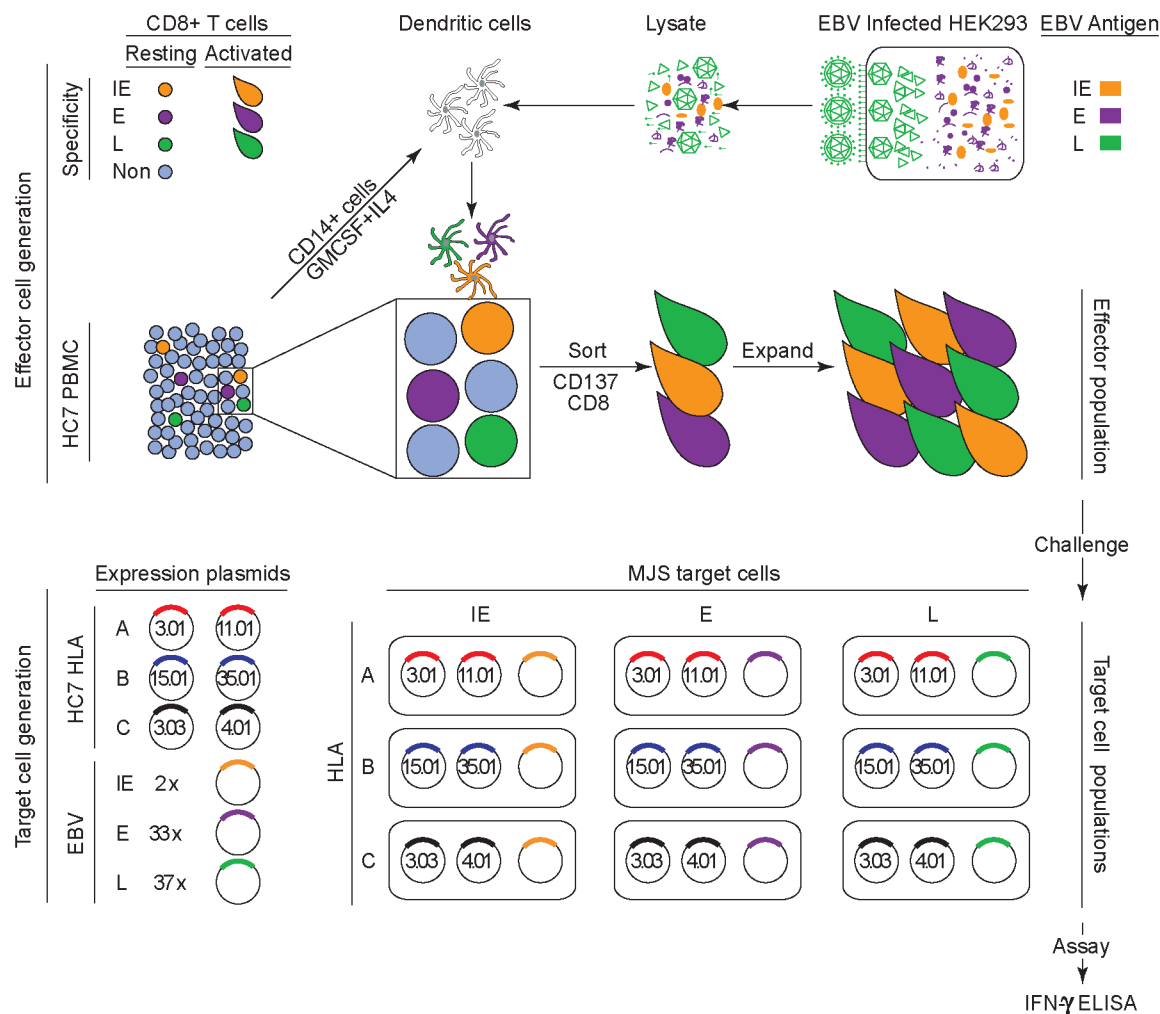 CD8+ T cells
Resting Activated
Specificity
IE
E
L
Non
Dendritic cells
Lysate
EBV Infected HEK293
EBV Antigen
IE
E
L
Effector cell generation
CD14+ cells
GMCSF+IL4
HC7 PBMC
Sort
CD137
CD8
Expand
Effector population
Challenge
Target cell generation
Expression plasmids
HC7 HLA
A 3.01 11.01
B 15.01 35.01
C 3.03 4.01
EBV
IE 2x
E 33x
L 37x
MJS target cells
IE E L
HLA
A 3.01 11.01 3.01 11.01 3.01 11.01
B 15.01 35.01 15.01 35.01 15.01 35.01
C 3.03 4.01 3.03 4.01 3.03 4.01
Target cell populations
Assay
IFN-γ ELISA